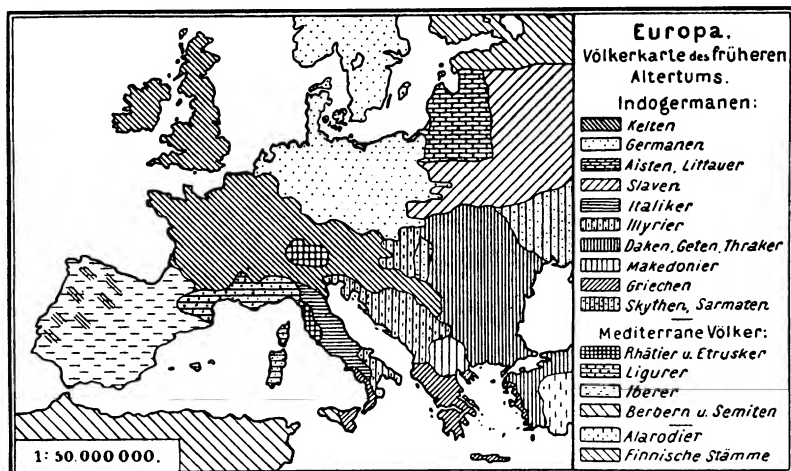 Europa.
Völkerkarte des früheren
Altertums.
Indogermanen:
Kelten
Germanen
Aisten, Littauer
Slaven
Italiker
Illyrier
Daken, Geten, Thraker
Makedonier
Griechen
Skythen, Sarmaten
Mediterrane Völker:
Rhätier u. Etrusker
Ligurer
Iberer
Berbern u. Semiten
Alarodier
Finnische Stämme
1: 50.000 000.